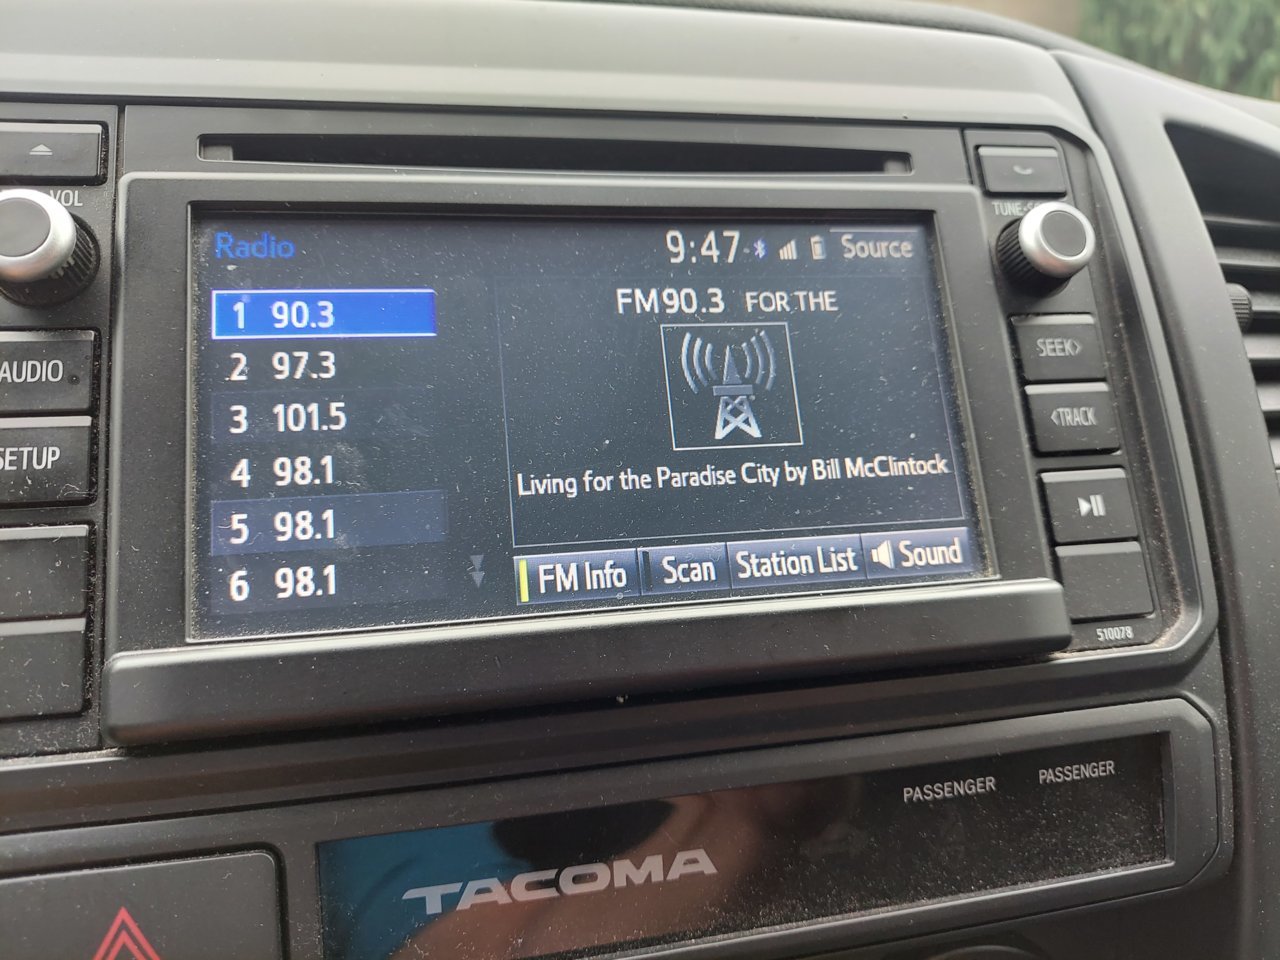 VOL
AUDIO
SETUP
Radio
9:47
Source
1 90.3
2 97.3
3 101.5
4 98.1
5 98.1
6 98.1
FM 90.3 FOR THE
Living for the Paradise City by Bill McClintock
FM Info
Scan
Station List
Sound
SEEK>
<TRACK
510078
PASSENGER
PASSENGER
TACOMA